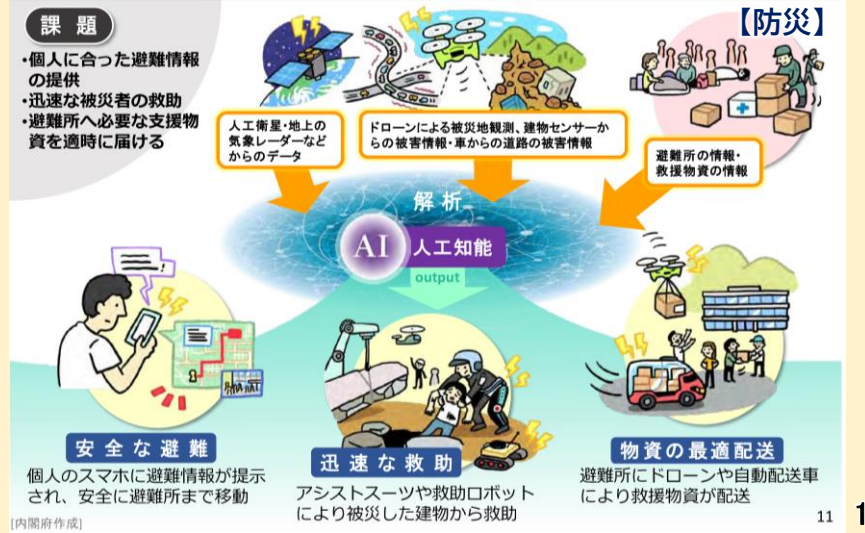 課題
【防災】
・個人に合った避難情報
の提供
・迅速な被災者の救助
・避難所へ必要な支援物
資を適時に届ける
人工衛星・地上の
気象レーダーなど
からのデータ
ドローンによる被災地観測、建物センサーか
らの被害情報・車からの道路の被害情報
避難所の情報・
救援物資の情報
解析
AI 人工知能
output
安全な避難
個人のスマホに避難情報が提示
され、安全に避難所まで移動
迅速な救助
アシストスーツや救助ロボット
により被災した建物から救助
物資の最適配送
避難所にドローンや自動配送車
により救援物資が配送
[内閣府作成]
11
1